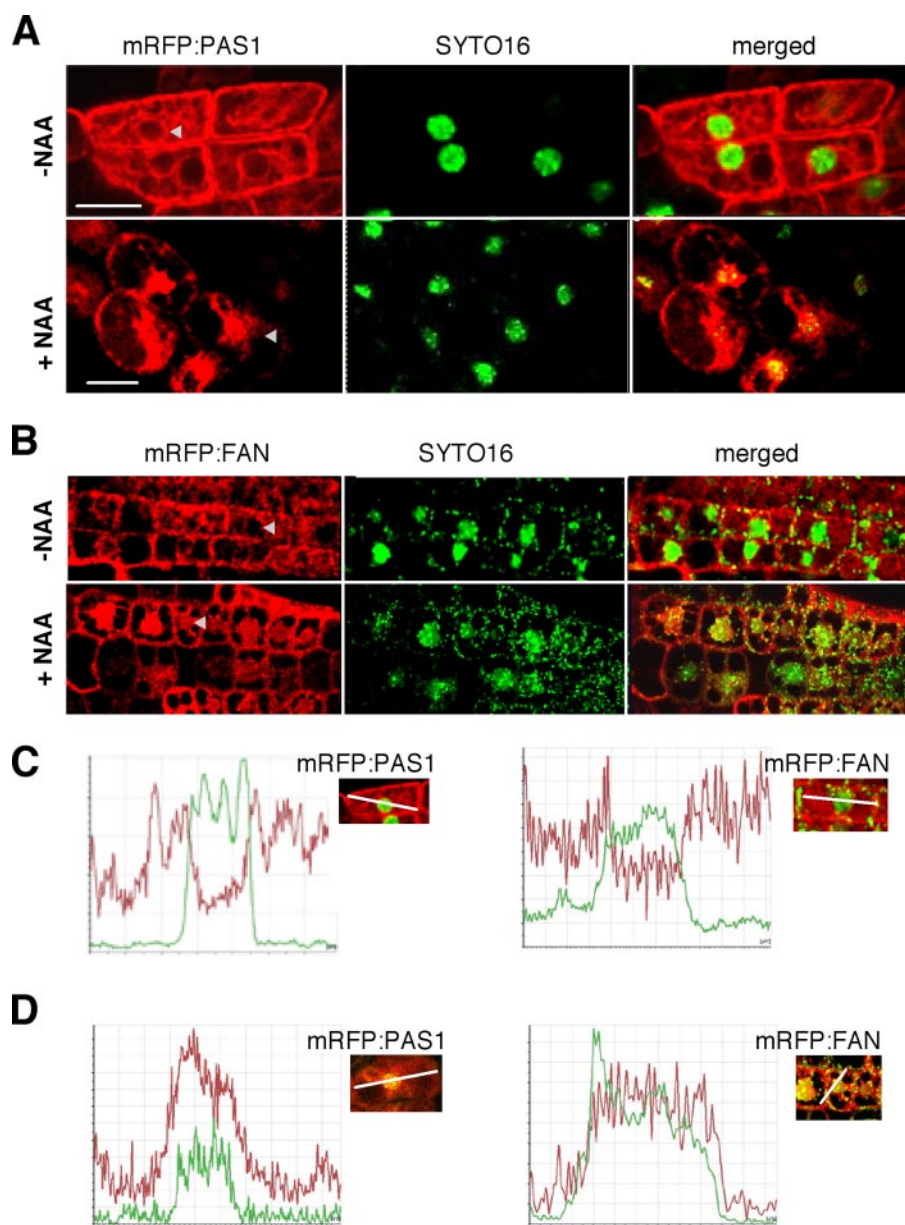 A
mRFP:PAS1 SYTO16 merged
-NAA
+ NAA
B
mRFP:FAN SYTO16 merged
-NAA
+ NAA
C
mRFP:PAS1 mRFP:FAN
D
mRFP:PAS1 mRFP:FAN